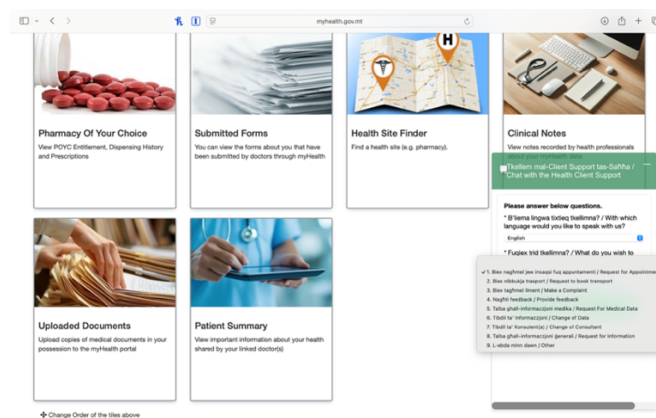 myhealth.gov.mt
H
Pharmacy Of Your Choice
View POYC Entitlement, Dispensing History
and Prescriptions
Submitted Forms
You can view the forms about you that have
been submitted by doctors through myHealth
Health Site Finder
Find a health site (e.g. pharmacy).
Clinical Notes
View notes recorded by health professionals
about your myHealth data
Tkellem mal-Client Support tas-Saħħa /
Chat with the Health Client Support
Please answer below questions.
* B'liema lingwa tixtieq tkellimna? / With which
language would you like to speak with us?
English
* Fuqiex trid tkellimna? / What do you wish to
✓ 1. Biex nagħmel jew insaqsi fuq appuntament / Request for Appointme
2. Biex nibbukja trasport / Request to book transport
3. Biex tagħmel ilment / Make a Complaint
4. Nagħti feedback / Provide feedback
5. Talba għall-informazzjoni medika / Request For Medical Data
6. Tibdil ta' informazzjoni / Change of Data
7. Tibdil ta' Konsulent(a) / Change of Consultant
8. Talba għall-informazzjoni ġenerali / Request for Information
9. L-ebda minn dawn / Other
Uploaded Documents
Upload copies of medical documents in your
possession to the myHealth portal
Patient Summary
View important information about your health
shared by your linked doctor(s)
Change Order of the tiles above